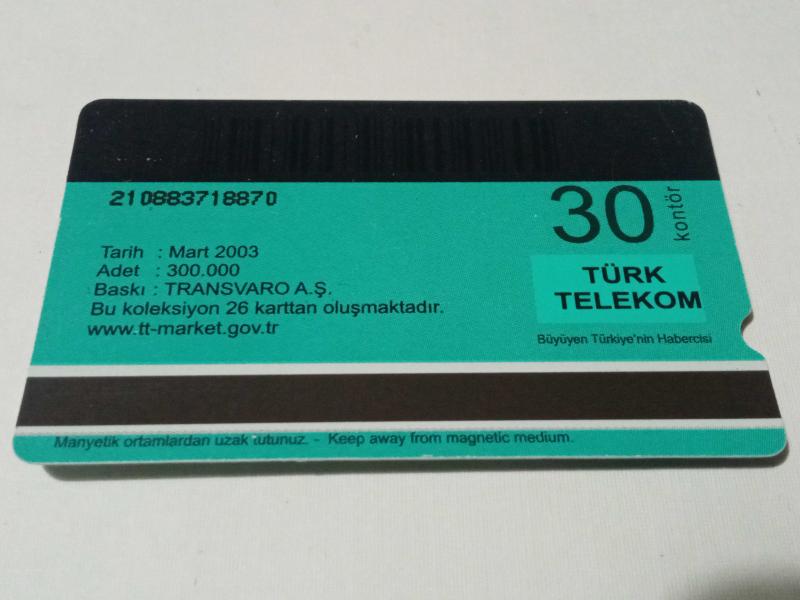 210883718870
30 kontör
Tarih : Mart 2003
Adet : 300.000
Baskı : TRANSVARO A.Ş.
Bu koleksiyon 26 karttan oluşmaktadır.
www.tt-market.gov.tr
TÜRK
TELEKOM
Büyüyen Türkiye'nin Habercisi
Manyetik ortamlardan uzak tutunuz. - Keep away from magnetic medium.